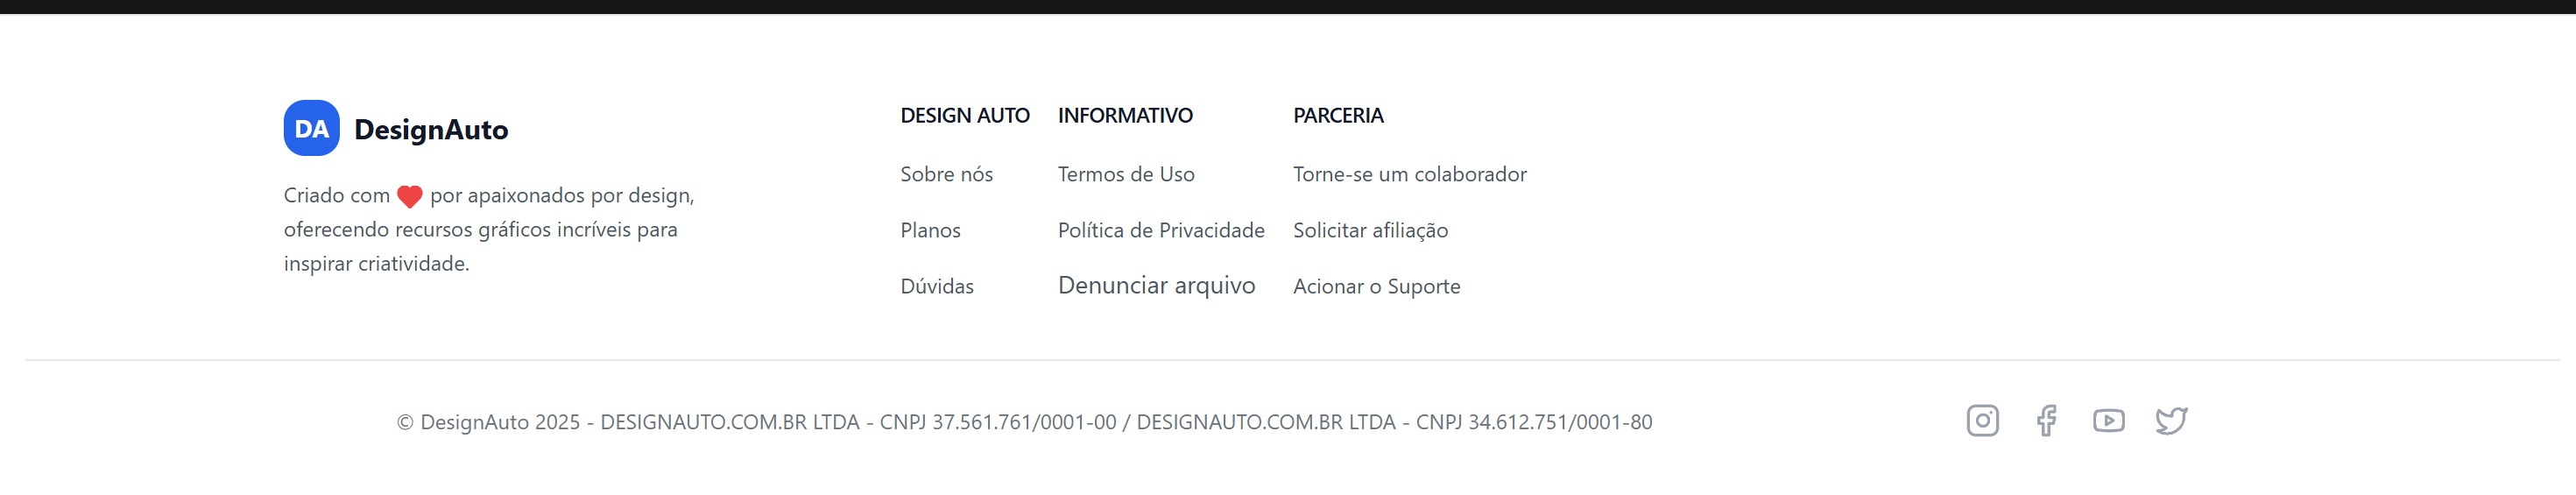 DA DesignAuto
Criado com ❤ por apaixonados por design,
oferecendo recursos gráficos incríveis para
inspirar criatividade.
DESIGN AUTO
Sobre nós
Planos
Dúvidas
INFORMATIVO
Termos de Uso
Política de Privacidade
Denunciar arquivo
PARCERIA
Torne-se um colaborador
Solicitar afiliação
Acionar o Suporte
© DesignAuto 2025 - DESIGNAUTO.COM.BR LTDA - CNPJ 37.561.761/0001-00 / DESIGNAUTO.COM.BR LTDA - CNPJ 34.612.751/0001-80